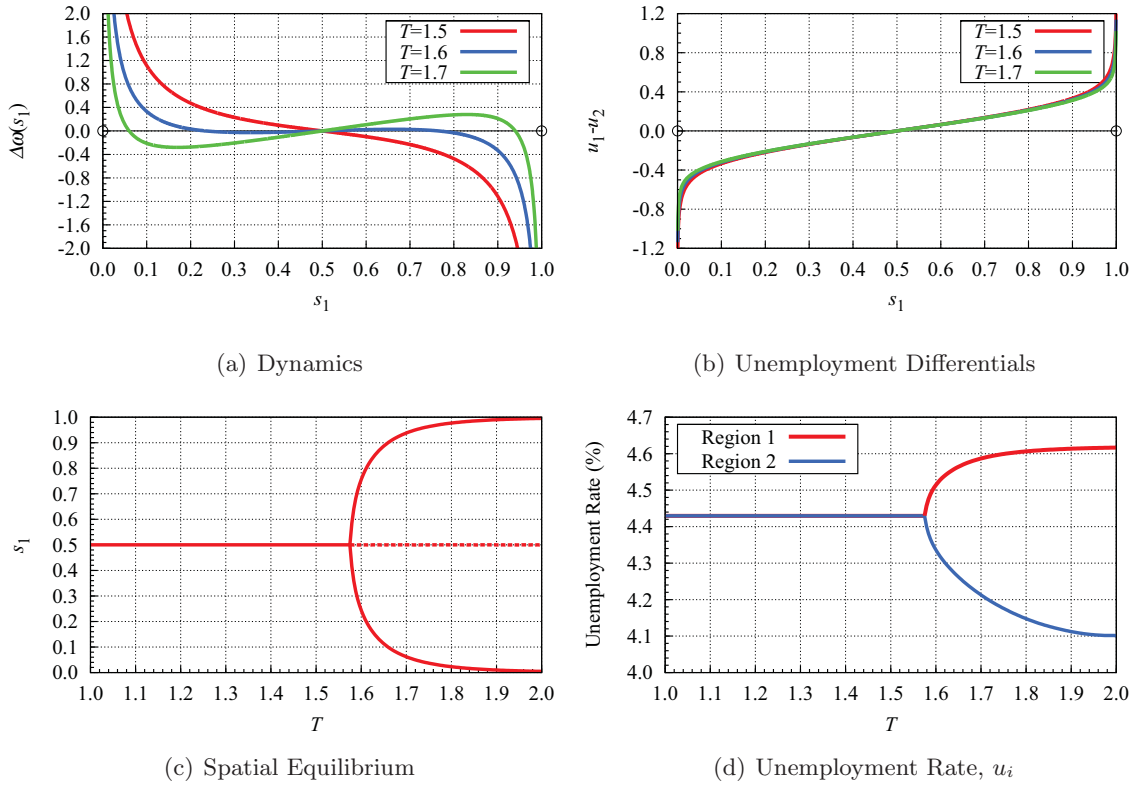 2.0
1.6
1.2
0.8
0.4
0.0
-0.4
-0.8
-1.2
-1.6
-2.0
Δω(s1)
T=1.5
T=1.6
T=1.7
0.0 0.1 0.2 0.3 0.4 0.5 0.6 0.7 0.8 0.9 1.0
s1
(a) Dynamics
1.2
0.8
0.4
0.0
-0.4
-0.8
-1.2
u1-u2
T=1.5
T=1.6
T=1.7
0.0 0.1 0.2 0.3 0.4 0.5 0.6 0.7 0.8 0.9 1.0
s1
(b) Unemployment Differentials
1.0
0.9
0.8
0.7
0.6
0.5
0.4
0.3
0.2
0.1
0.0
s1
1.0 1.1 1.2 1.3 1.4 1.5 1.6 1.7 1.8 1.9 2.0
T
(c) Spatial Equilibrium
4.7
4.6
4.5
4.4
4.3
4.2
4.1
4.0
Unemployment Rate (%)
Region 1
Region 2
1.0 1.1 1.2 1.3 1.4 1.5 1.6 1.7 1.8 1.9 2.0
T
(d) Unemployment Rate, ui